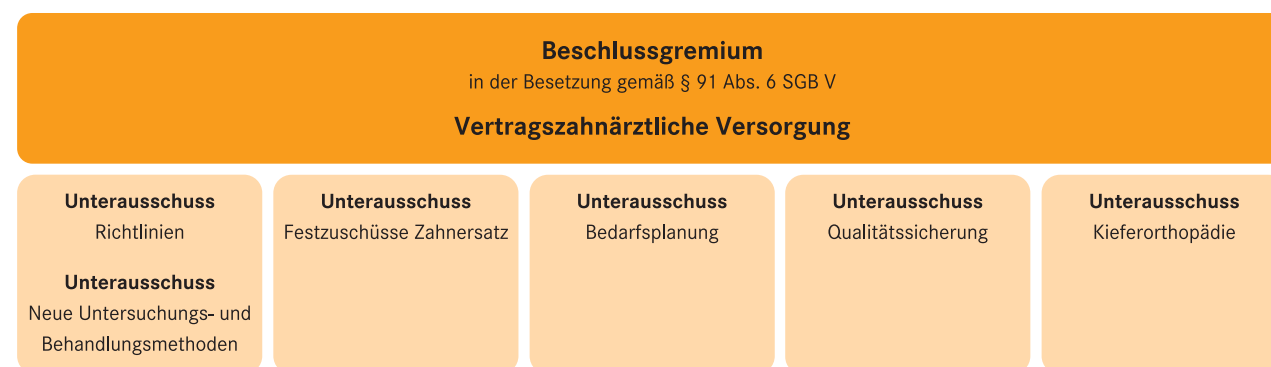 Beschlussgremium
in der Besetzung gemäß § 91 Abs. 6 SGB V
Vertragszahnärztliche Versorgung
Unterausschuss
Richtlinien
Unterausschuss
Neue Untersuchungs- und
Behandlungsmethoden
Unterausschuss
Festzuschüsse Zahnersatz
Unterausschuss
Bedarfsplanung
Unterausschuss
Qualitätssicherung
Unterausschuss
Kieferorthopädie